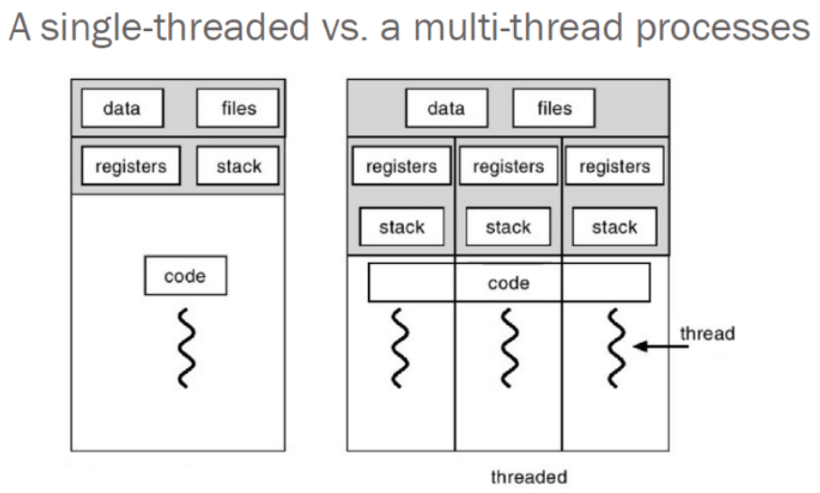 A single-threaded vs. a multi-thread processes
data files
registers stack
code
data files
registers registers registers
stack stack stack
code
thread
threaded